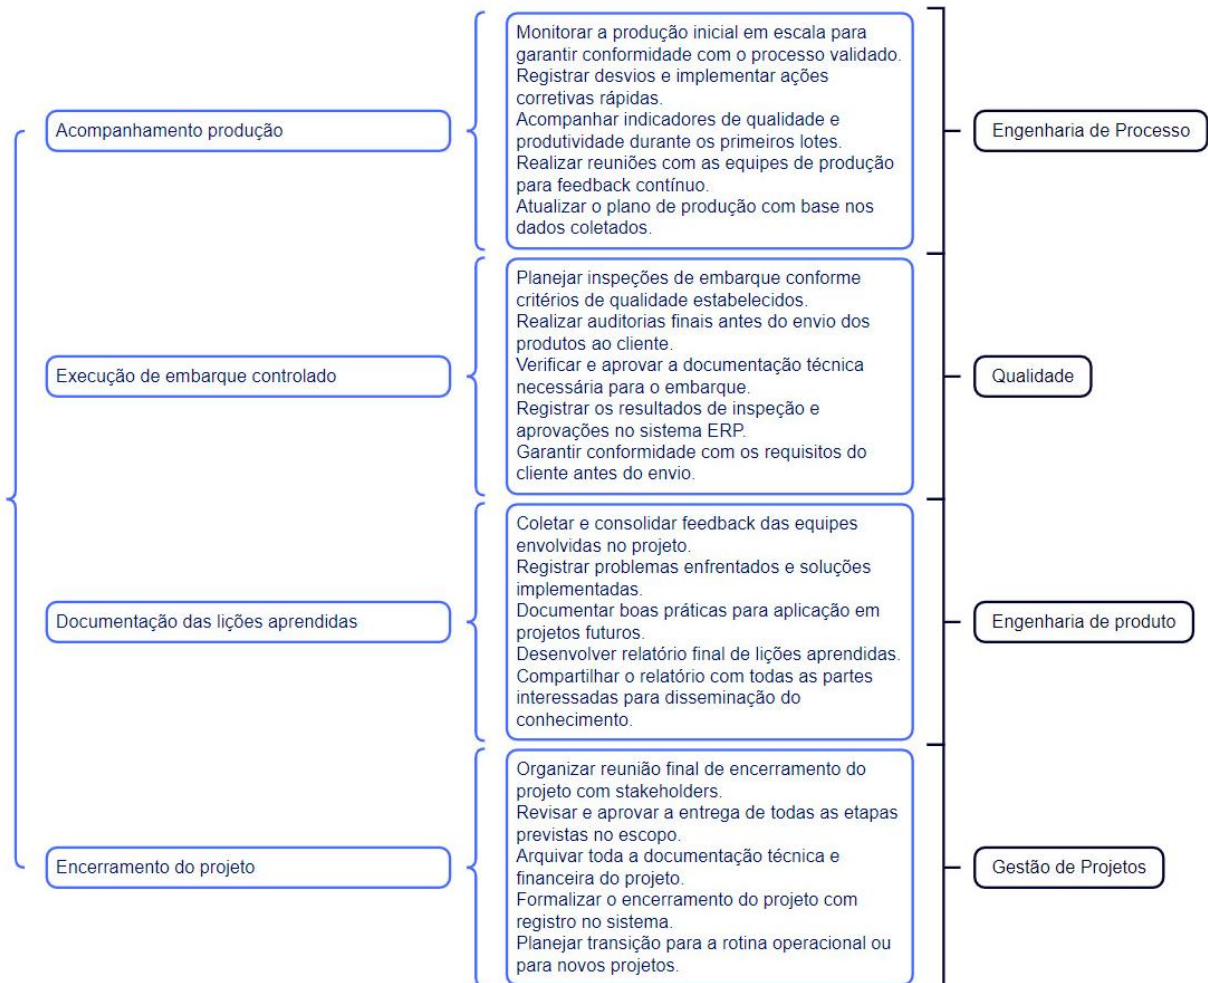 Acompanhamento produção
Monitorar a produção inicial em escala para
garantir conformidade com o processo validado.
Registrar desvios e implementar ações
corretivas rápidas.
Acompanhar indicadores de qualidade e
produtividade durante os primeiros lotes.
Realizar reuniões com as equipes de produção
para feedback contínuo.
Atualizar o plano de produção com base nos
dados coletados.
Engenharia de Processo
Execução de embarque controlado
Planejar inspeções de embarque conforme
critérios de qualidade estabelecidos.
Realizar auditorias finais antes do envio dos
produtos ao cliente.
Verificar e aprovar a documentação técnica
necessária para o embarque.
Registrar os resultados de inspeção e
aprovações no sistema ERP.
Garantir conformidade com os requisitos do
cliente antes do envio.
Qualidade
Documentação das lições aprendidas
Coletar e consolidar feedback das equipes
envolvidas no projeto.
Registrar problemas enfrentados e soluções
implementadas.
Documentar boas práticas para aplicação em
projetos futuros.
Desenvolver relatório final de lições aprendidas.
Compartilhar o relatório com todas as partes
interessadas para disseminação do
conhecimento.
Engenharia de produto
Encerramento do projeto
Organizar reunião final de encerramento do
projeto com stakeholders.
Revisar e aprovar a entrega de todas as etapas
previstas no escopo.
Arquivar toda a documentação técnica e
financeira do projeto.
Formalizar o encerramento do projeto com
registro no sistema.
Planejar transição para a rotina operacional ou
para novos projetos.
Gestão de Projetos